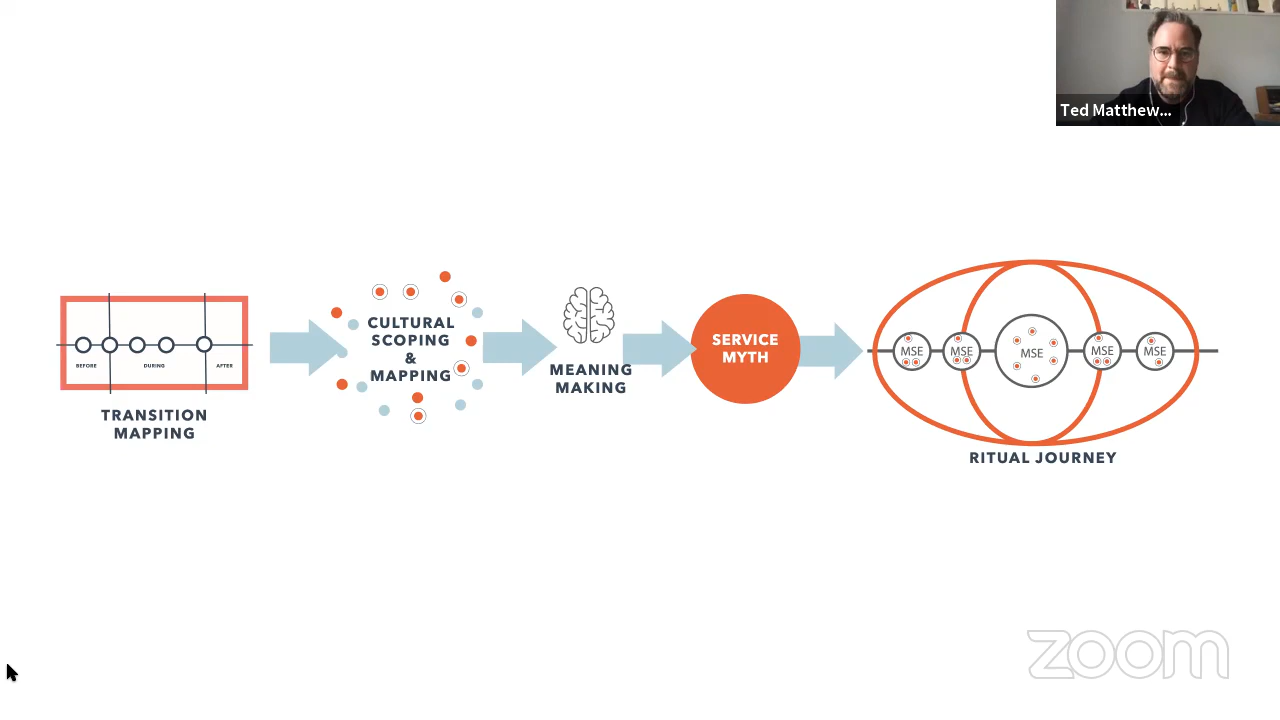 Ted Matthew...
BEFORE
DURING
AFTER
TRANSITION
MAPPING
CULTURAL
SCOPING
&
MAPPING
MEANING
MAKING
SERVICE
MYTH
MSE
MSE
MSE
MSE
MSE
RITUAL JOURNEY
zoom